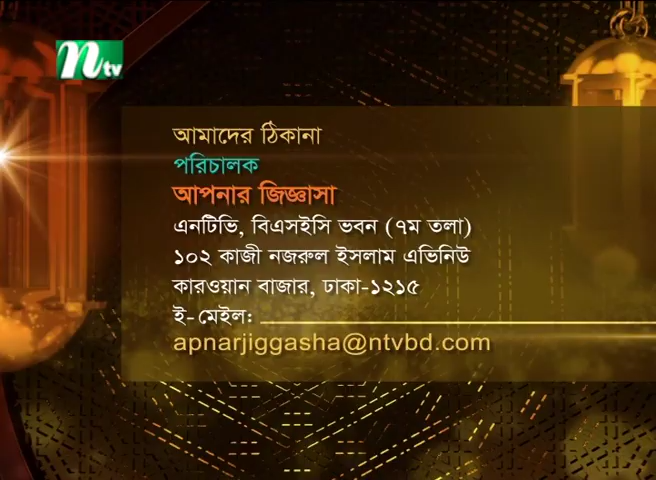 ntv
আমাদের ঠিকানা
পরিচালক
আপনার জিজ্ঞাসা
এনটিভি, বিএসইসি ভবন (৭ম তলা)
১০২ কাজী নজরুল ইসলাম এভিনিউ
কারওয়ান বাজার, ঢাকা-১২১৫
ই-মেইল:
apnarjiggasha@ntvbd.com